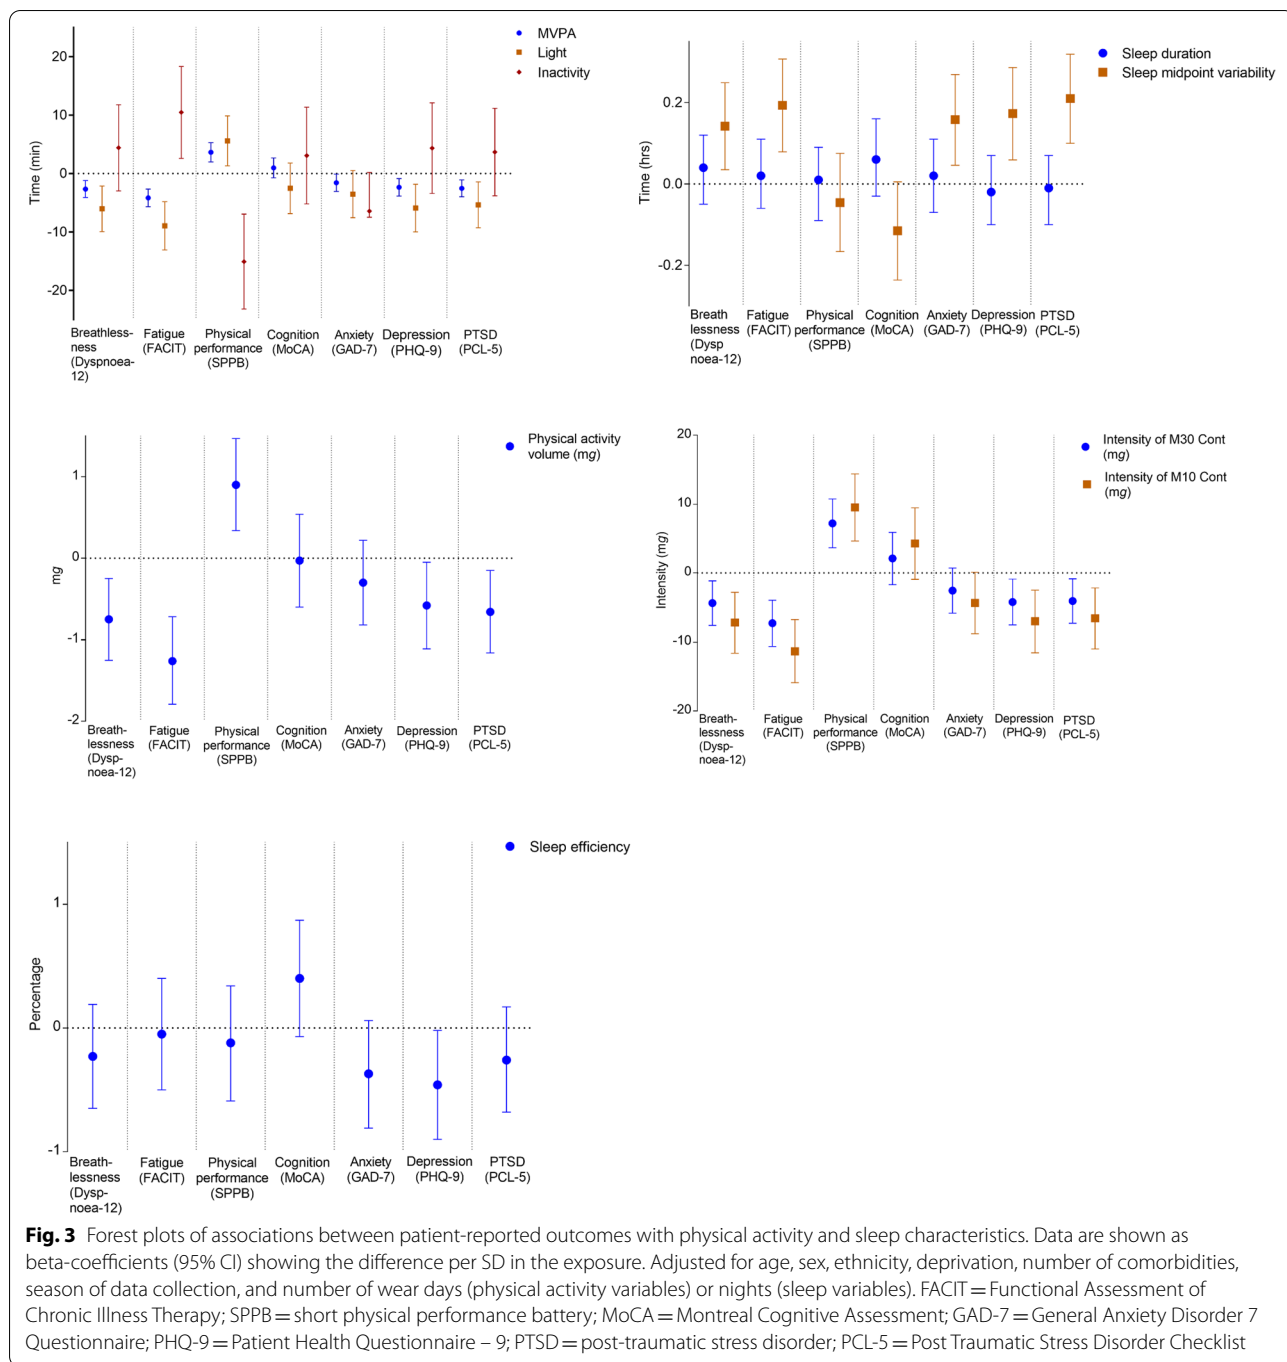 MVPA
Light
Inactivity
20
10
0
-10
-20
Time (min)
Breathless-
ness
(Dyspnoea-
12)
Fatigue
(FACIT)
Physical
performance
(SPPB)
Cognition
(MoCA)
Anxiety
(GAD-7)
Depression
(PHQ-9)
PTSD
(PCL-5)
Sleep duration
Sleep midpoint variability
0.2
0.0
-0.2
Time (hrs)
Breath
lessness
(Dysp
noea-12)
Fatigue
(FACIT)
Physical
performance
(SPPB)
Cognition
(MoCA)
Anxiety
(GAD-7)
Depression
(PHQ-9)
PTSD
(PCL-5)
Physical activity
volume (mg)
1
0
-1
-2
mg
Breath-
lessness
(Dysp-
noea-12)
Fatigue
(FACIT)
Physical
performance
(SPPB)
Cognition
(MoCA)
Anxiety
(GAD-7)
Depression
(PHQ-9)
PTSD
(PCL-5)
Intensity of M30 Cont
(mg)
Intensity of M10 Cont
(mg)
20
10
0
-10
-20
Intensity (mg)
Breath-
lessness
(Dysp-
noea-12)
Fatigue
(FACIT)
Physical
performance
(SPPB)
Cognition
(MoCA)
Anxiety
(GAD-7)
Depression
(PHQ-9)
PTSD
(PCL-5)
Sleep efficiency
1
0
-1
Percentage
Breath-
lessness
(Dysp-
noea-12)
Fatigue
(FACIT)
Physical
performance
(SPPB)
Cognition
(MoCA)
Anxiety
(GAD-7)
Depression
(PHQ-9)
PTSD
(PCL-5)
Fig. 3 Forest plots of associations between patient-reported outcomes with physical activity and sleep characteristics. Data are shown as
beta-coefficients (95% CI) showing the difference per SD in the exposure. Adjusted for age, sex, ethnicity, deprivation, number of comorbidities,
season of data collection, and number of wear days (physical activity variables) or nights (sleep variables). FACIT = Functional Assessment of
Chronic Illness Therapy; SPPB = short physical performance battery; MoCA = Montreal Cognitive Assessment; GAD-7 = General Anxiety Disorder 7
Questionnaire; PHQ-9 = Patient Health Questionnaire – 9; PTSD = post-traumatic stress disorder; PCL-5 = Post Traumatic Stress Disorder Checklist